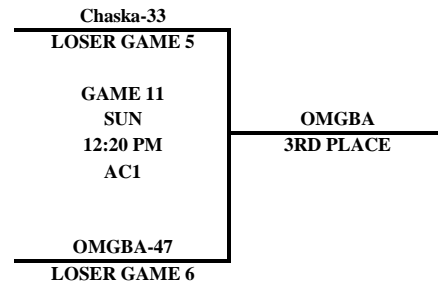 Chaska-33
LOSER GAME 5
GAME 11
SUN
12:20 PM
AC1
OMGBA
3RD PLACE
OMGBA-47
LOSER GAME 6